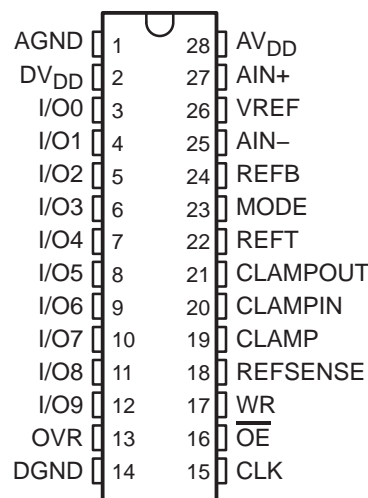 AGND 1 28 AVDD
DVDD 2 27 AIN+
I/O0 3 26 VREF
I/O1 4 25 AIN–
I/O2 5 24 REFB
I/O3 6 23 MODE
I/O4 7 22 REFT
I/O5 8 21 CLAMPOUT
I/O6 9 20 CLAMPIN
I/O7 10 19 CLAMP
I/O8 11 18 REFSENSE
I/O9 12 17 WR
OVR 13 16 O̅E̅
DGND 14 15 CLK